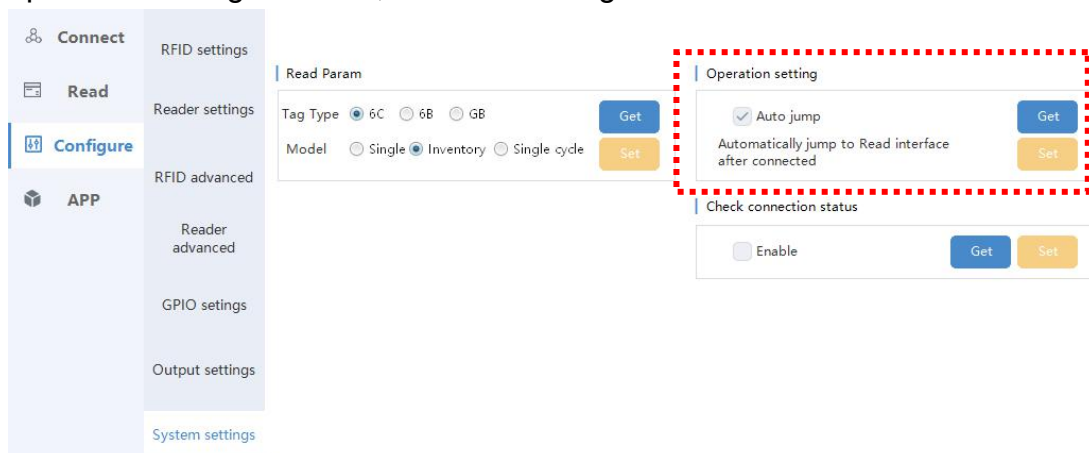 Connect
Read
Configure
APP
RFID settings
Reader settings
RFID advanced
Reader
advanced
GPIO setings
Output settings
System settings
Read Param
Tag Type 6C 6B GB Get
Model Single Inventory Single cycle Set
Operation setting
Auto jump Get
Automatically jump to Read interface
after connected
Set
Check connection status
Enable Get Set